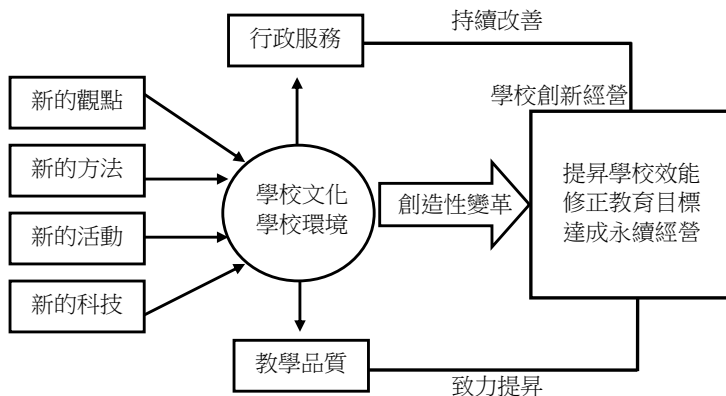 行政服務
持續改善
學校創新經營
新的觀點
新的方法
新的活動
新的科技
學校文化
學校環境
創造性變革
提昇學校效能
修正教育目標
達成永續經營
教學品質
致力提昇